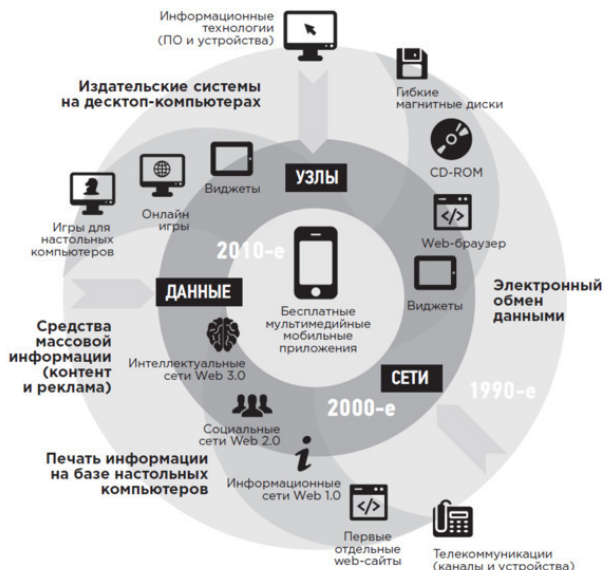 Информационные
технологии
(ПО и устройства)
Издательские системы
на десктоп-компьютерах
Гибкие
магнитные диски
CD-ROM
УЗЛЫ
Виджеты
Онлайн
игры
Игры для
настольных
компьютеров
</>
Web-браузер
2010-е
ДАННЫЕ
Бесплатные
мультимедийные
мобильные
приложения
Виджеты
Электронный
обмен
данными
Средства
массовой
информации
(контент
и реклама)
Интеллектуальные
сети Web 3.0
СЕТИ
1990-е
2000-е
Социальные
сети Web 2.0
Печать информации
на базе настольных
компьютеров
i
Информационные
сети Web 1.0
</>
Первые
отдельные
web-сайты
Телекоммуникации
(каналы и устройства)